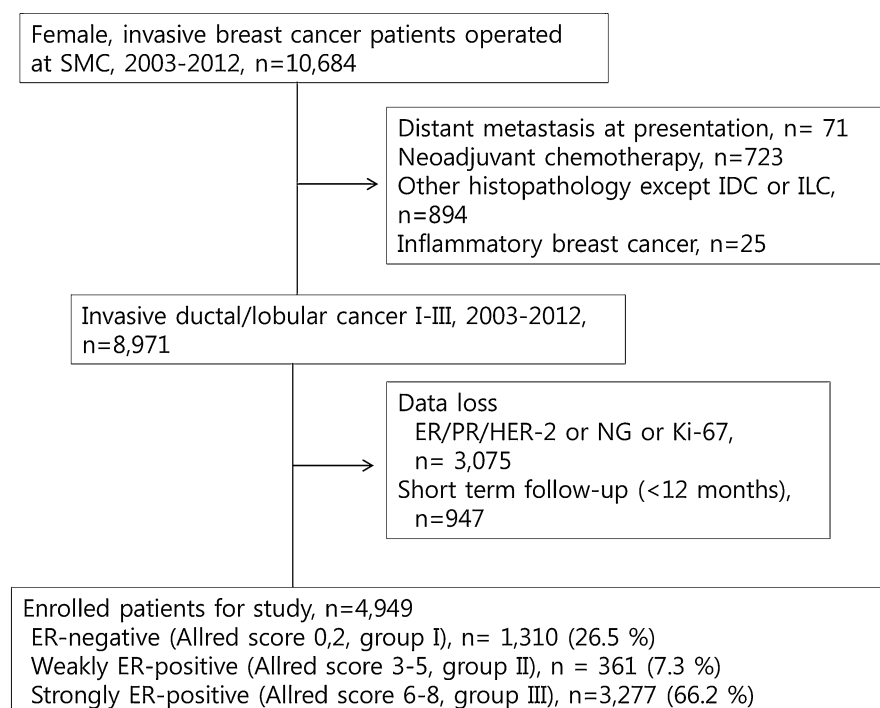 Female, invasive breast cancer patients operated
at SMC, 2003-2012, n=10,684
Distant metastasis at presentation, n= 71
Neoadjuvant chemotherapy, n=723
Other histopathology except IDC or ILC,
n=894
Inflammatory breast cancer, n=25
Invasive ductal/lobular cancer I-III, 2003-2012,
n=8,971
Data loss
ER/PR/HER-2 or NG or Ki-67,
n= 3,075
Short term follow-up (<12 months),
n=947
Enrolled patients for study, n=4,949
ER-negative (Allred score 0,2, group I), n= 1,310 (26.5 %)
Weakly ER-positive (Allred score 3-5, group II), n = 361 (7.3 %)
Strongly ER-positive (Allred score 6-8, group III), n=3,277 (66.2 %)